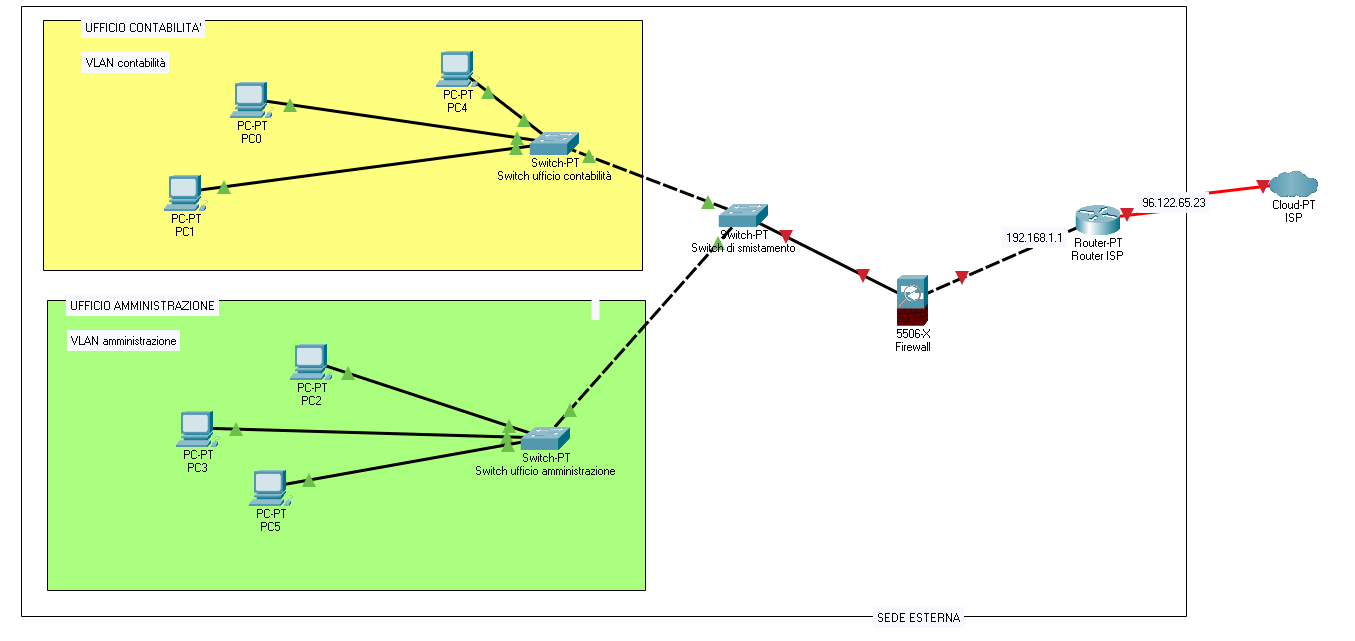 UFFICIO CONTABILITA'
VLAN contabilità
PC-PT
PC4
PC-PT
PC0
PC-PT
PC1
Switch-PT
Switch ufficio contabilità
Switch-PT
Switch di smistamento
192.168.1.1
96.122.65.23
Router-PT
Router ISP
Cloud-PT
ISP
5506-X
Firewall
UFFICIO AMMINISTRAZIONE
VLAN amministrazione
PC-PT
PC2
PC-PT
PC3
PC-PT
PC5
Switch-PT
Switch ufficio amministrazione
SEDE ESTERNA